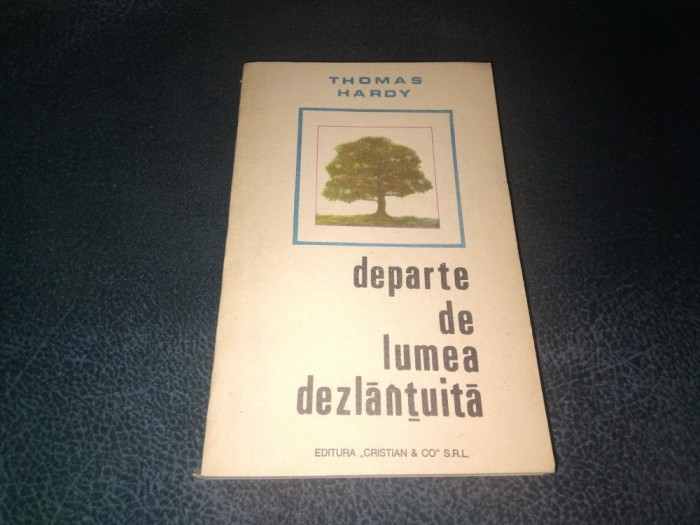 THOMAS
HARDY
departe
de
lumea
dezlănţuită
EDITURA „CRISTIAN & CO" S.R.L.